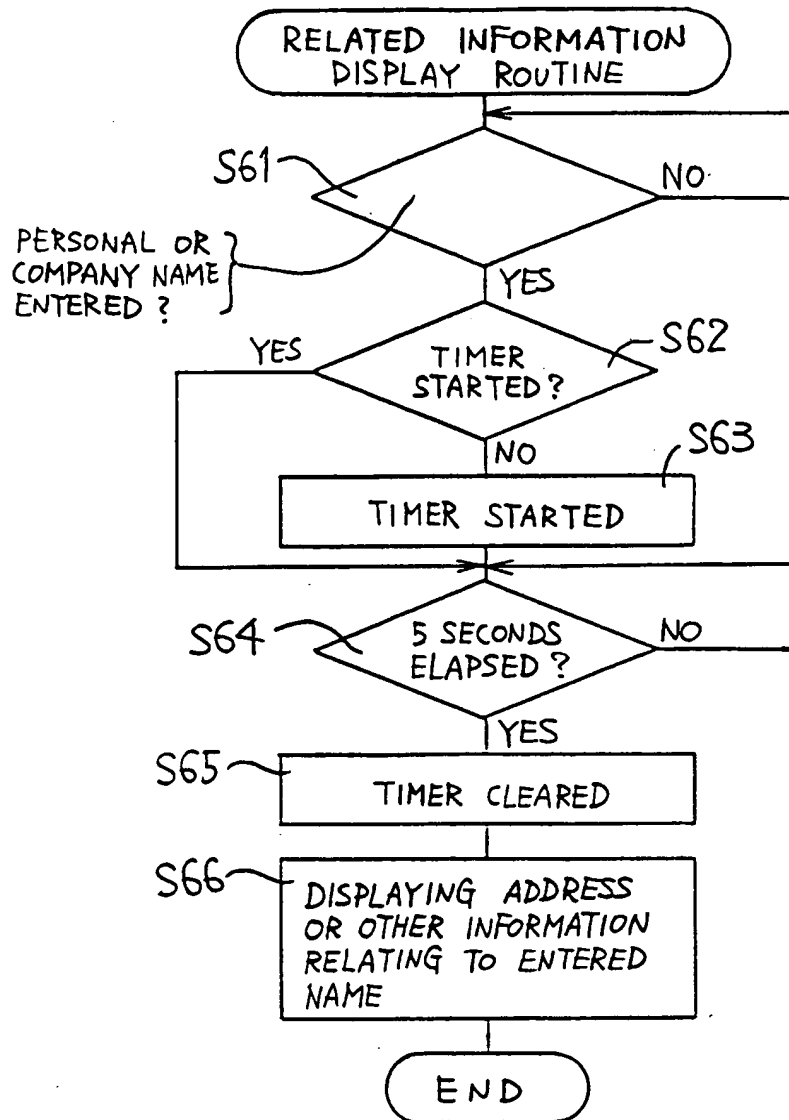 RELATED INFORMATION
DISPLAY ROUTINE
S61
NO
PERSONAL OR
COMPANY NAME
ENTERED ?
YES
YES
TIMER
STARTED ?
S62
NO
S63
TIMER STARTED
S64
5 SECONDS
ELAPSED ?
NO
YES
S65
TIMER CLEARED
S66
DISPLAYING ADDRESS
OR OTHER INFORMATION
RELATING TO ENTERED
NAME
END